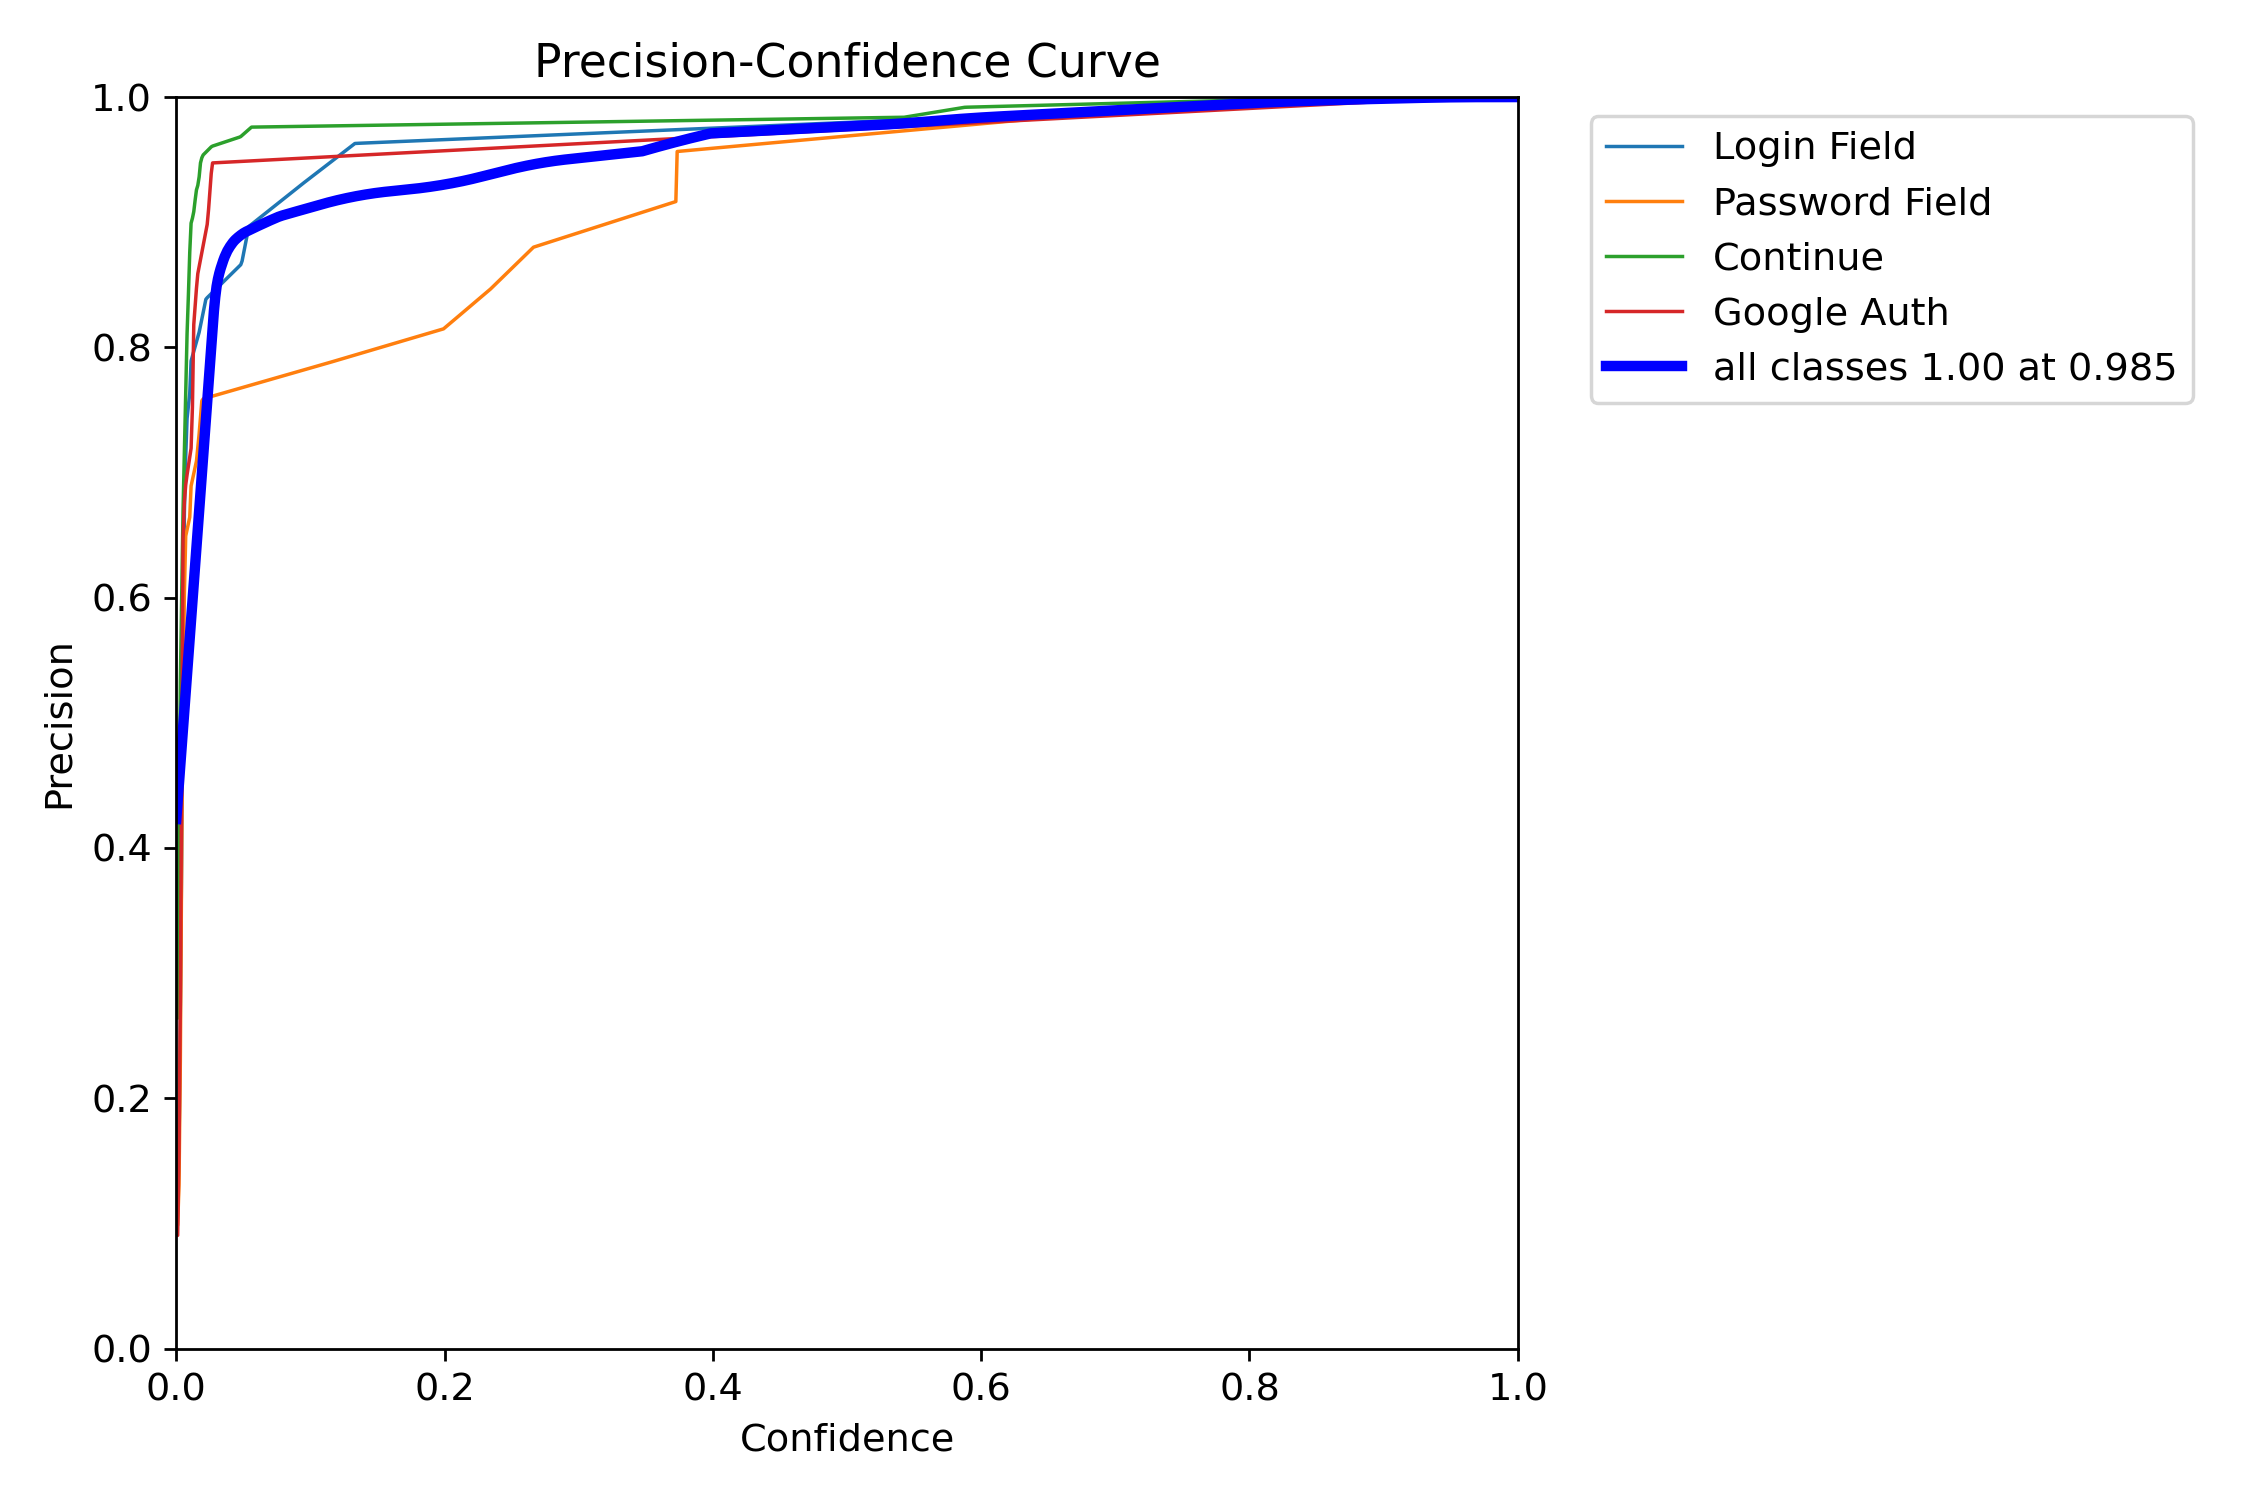 Precision-Confidence Curve
1.0
0.8
0.6
0.4
0.2
0.0
Precision
0.0 0.2 0.4 0.6 0.8 1.0
Confidence
Login Field
Password Field
Continue
Google Auth
all classes 1.00 at 0.985